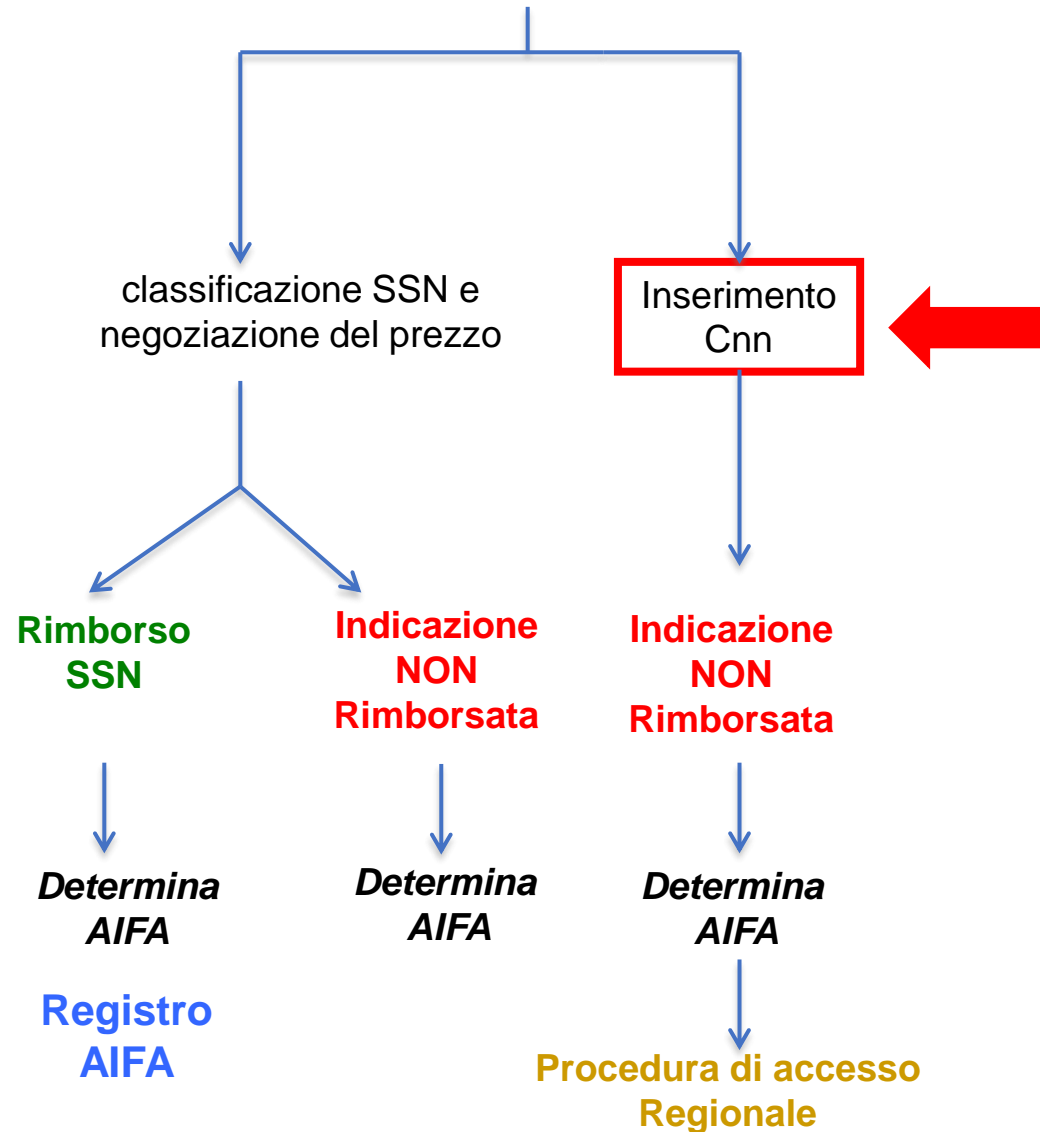 classificazione SSN e
negoziazione del prezzo
Inserimento
Cnn
Rimborso
SSN
Indicazione
NON
Rimborsata
Indicazione
NON
Rimborsata
Determina
AIFA
Determina
AIFA
Determina
AIFA
Registro
AIFA
Procedura di accesso
Regionale